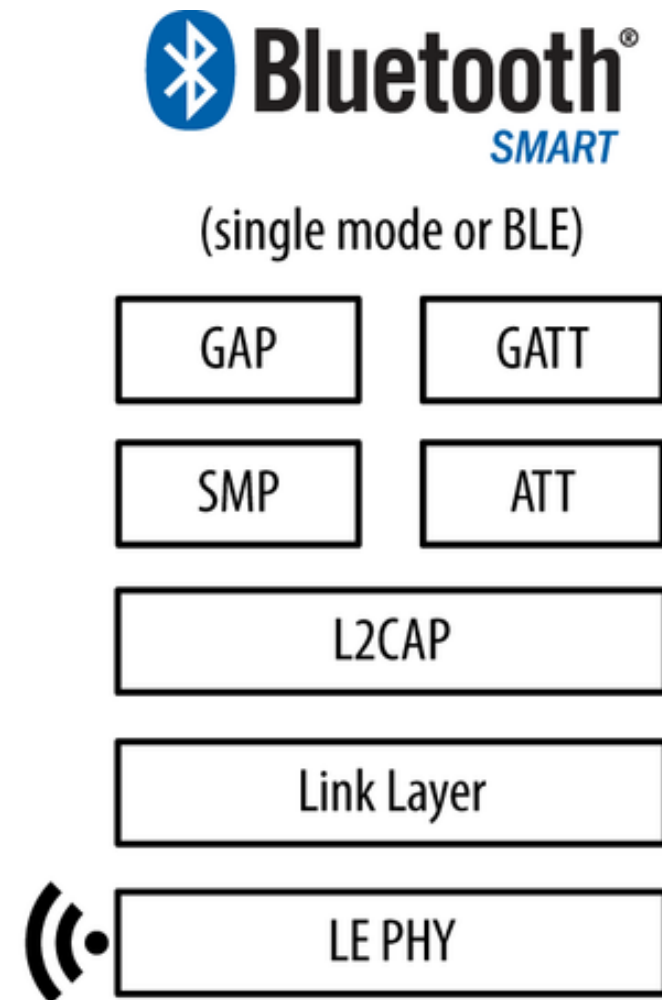 Bluetooth®
SMART
(single mode or BLE)
GAP GATT
SMP ATT
L2CAP
Link Layer
LE PHY